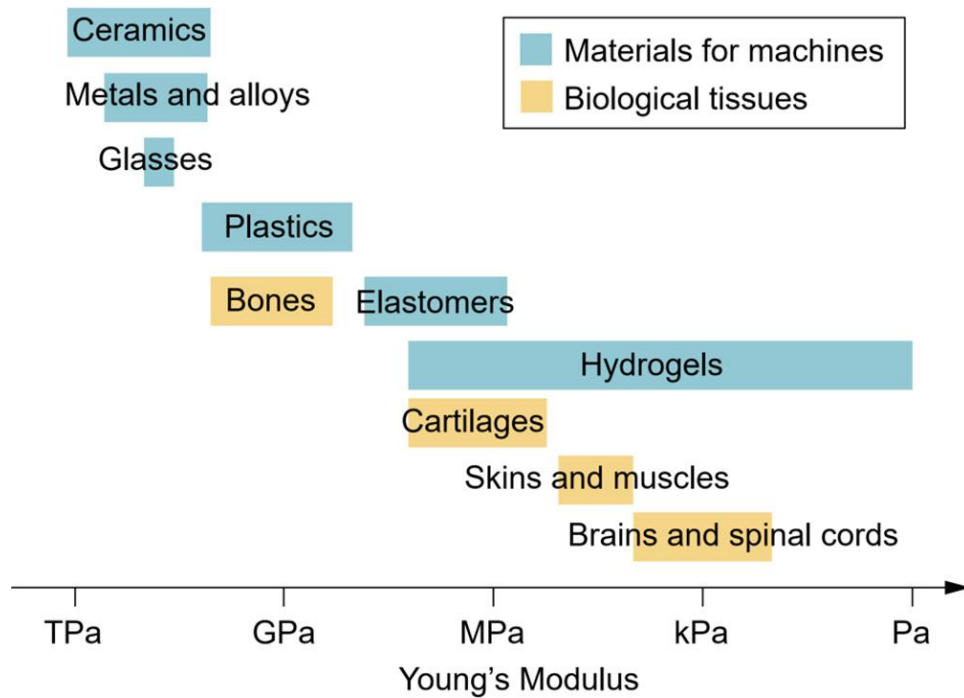 Ceramics
Materials for machines
Metals and alloys
Biological tissues
Glasses
Plastics
Bones
Elastomers
Hydrogels
Cartilages
Skins and muscles
Brains and spinal cords
TPa
GPa
MPa
kPa
Pa
Young's Modulus